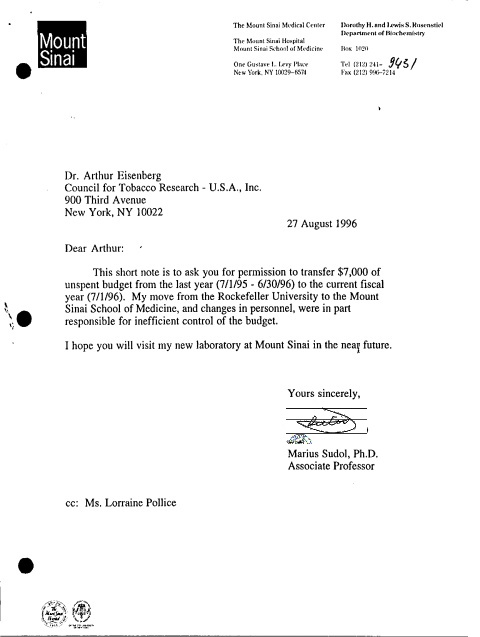 Mount
Sinai
The Mount Sinai Medical Center
The Mount Sinai Hospital
Mount Sinai School of Medicine
One Gustave L. Levy Place
New York, NY 10029-6574
Dorothy H. and Lewis S. Rosenstiel
Department of Biochemistry
Box 1020
Tel (212) 241- 9431
Fax (212) 996-7214
Dr. Arthur Eisenberg
Council for Tobacco Research - U.S.A., Inc.
900 Third Avenue
New York, NY 10022
27 August 1996
Dear Arthur:
This short note is to ask you for permission to transfer $7,000 of
unspent budget from the last year (7/1/95 - 6/30/96) to the current fiscal
year (7/1/96). My move from the Rockefeller University to the Mount
Sinai School of Medicine, and changes in personnel, were in part
responsible for inefficient control of the budget.
I hope you will visit my new laboratory at Mount Sinai in the near future.
Yours sincerely,
Marius Sudol, Ph.D.
Associate Professor
cc: Ms. Lorraine Pollice